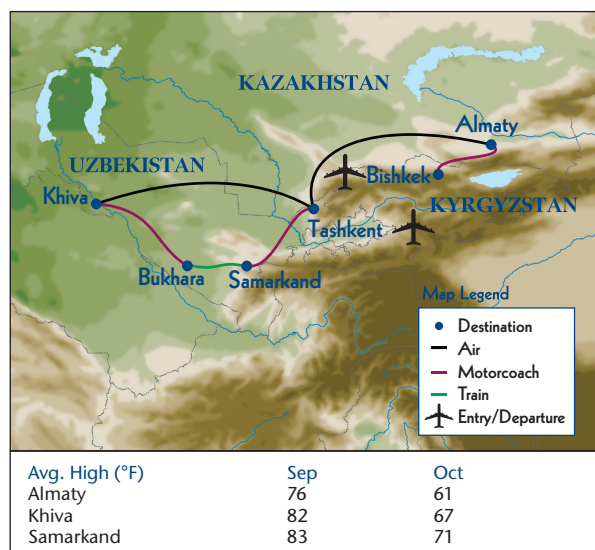 KAZAKHSTAN
Almaty
UZBEKISTAN
Bishkek
Khiva
KYRGYZSTAN
Tashkent
Bukhara
Samarkand
Map Legend
Destination
Air
Motorcoach
Train
Entry/Departure
Avg. High (°F) Sep Oct
Almaty 76 61
Khiva 82 67
Samarkand 83 71